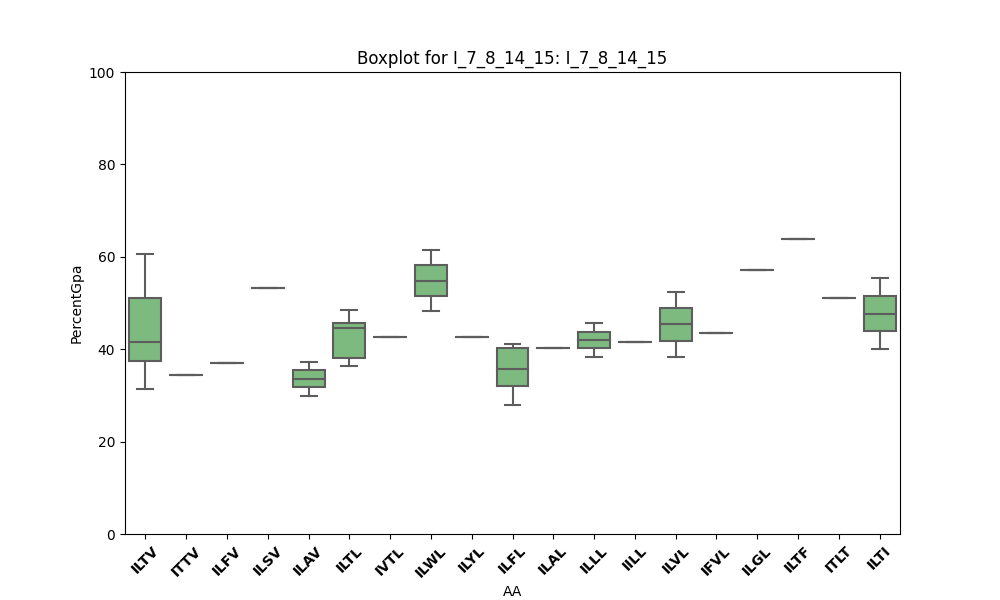 Boxplot for I_7_8_14_15: I_7_8_14_15
100
80
60
40
20
0
PercentGpa
ILTV ITTV ILFV ILSV ILAV ILTL IVTL ILWL ILYL ILFL ILAL ILLL IILL ILVL IFVL ILGL ILTF ITLT ILTI
AA